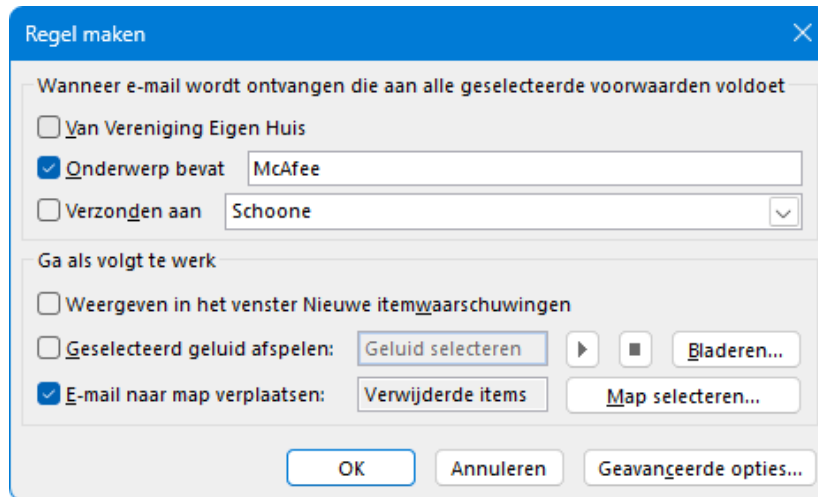 Regel maken
Wanneer e-mail wordt ontvangen die aan alle geselecteerde voorwaarden voldoet
Van Vereniging Eigen Huis
Onderwerp bevat McAfee
Verzonden aan Schoone
Ga als volgt te werk
Weergeven in het venster Nieuwe itemwaarschuwingen
Geselecteerd geluid afspelen: Geluid selecteren Bladeren...
E-mail naar map verplaatsen: Verwijderde items Map selecteren...
OK Annuleren Geavanceerde opties...